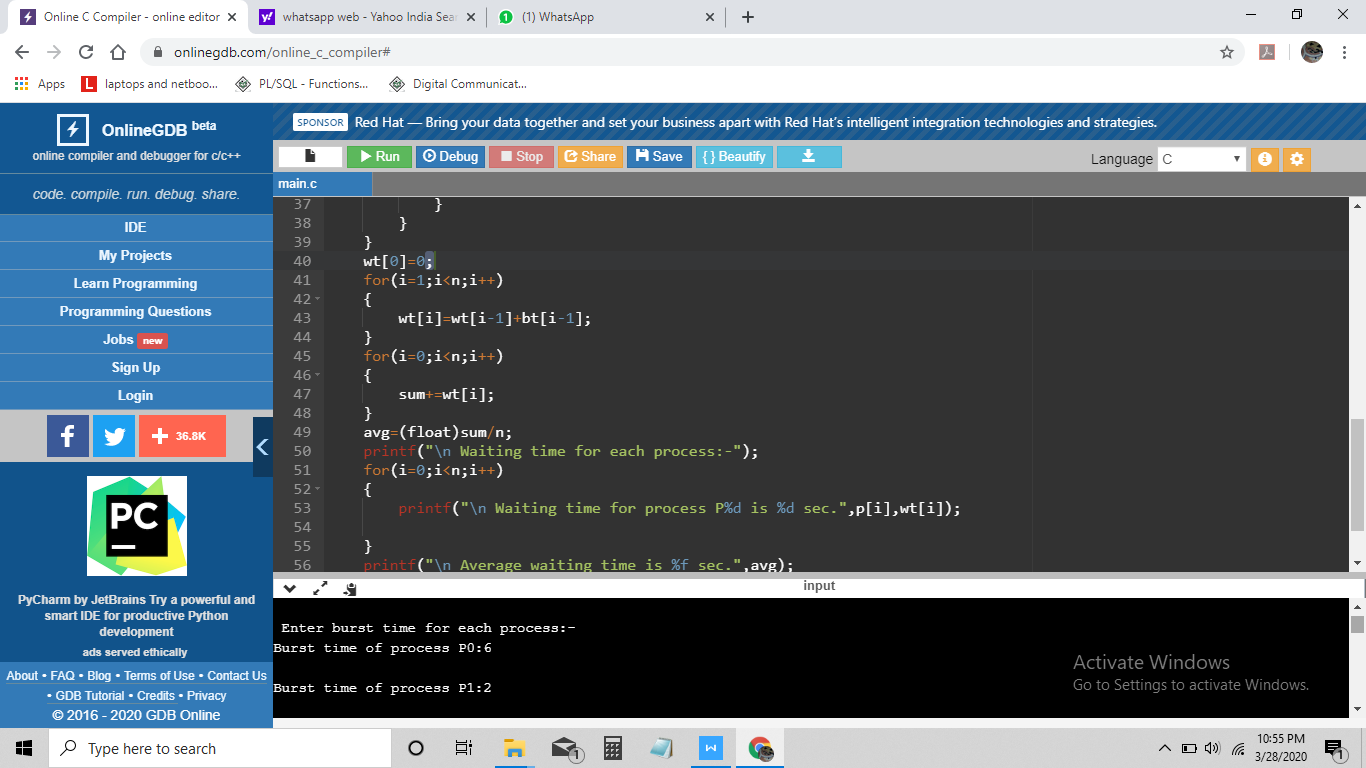 Online C Compiler - online editor
whatsapp web - Yahoo India Sear
(1) WhatsApp
onlinegdb.com/online_c_compiler#
Apps
L laptops and netboo...
PL/SQL - Functions...
Digital Communicat...
OnlineGDB beta
online compiler and debugger for c/c++
code. compile. run. debug. share.
IDE
My Projects
Learn Programming
Programming Questions
Jobs new
Sign Up
Login
f + 36.8K
PC
PyCharm by JetBrains Try a powerful and
smart IDE for productive Python
development
ads served ethically
About • FAQ • Blog • Terms of Use • Contact Us
• GDB Tutorial • Credits • Privacy
© 2016 - 2020 GDB Online
SPONSOR Red Hat — Bring your data together and set your business apart with Red Hat's intelligent integration technologies and strategies.
Run Debug Stop Share Save {} Beautify
Language C
main.c
37 }
38 }
39 }
40 wt[0]=0;
41 for(i=1;i<n;i++)
42 {
43 wt[i]=wt[i-1]+bt[i-1];
44 }
45 for(i=0;i<n;i++)
46 {
47 sum+=wt[i];
48 }
49 avg=(float)sum/n;
50 printf("\n Waiting time for each process:-");
51 for(i=0;i<n;i++)
52 {
53 printf("\n Waiting time for process P%d is %d sec.",p[i],wt[i]);
54
55 }
56 printf("\n Average waiting time is %f sec.",avg);
input
Enter burst time for each process:-
Burst time of process P0:6
Burst time of process P1:2
Activate Windows
Go to Settings to activate Windows.
Type here to search
1
W
10:55 PM
3/28/2020
1